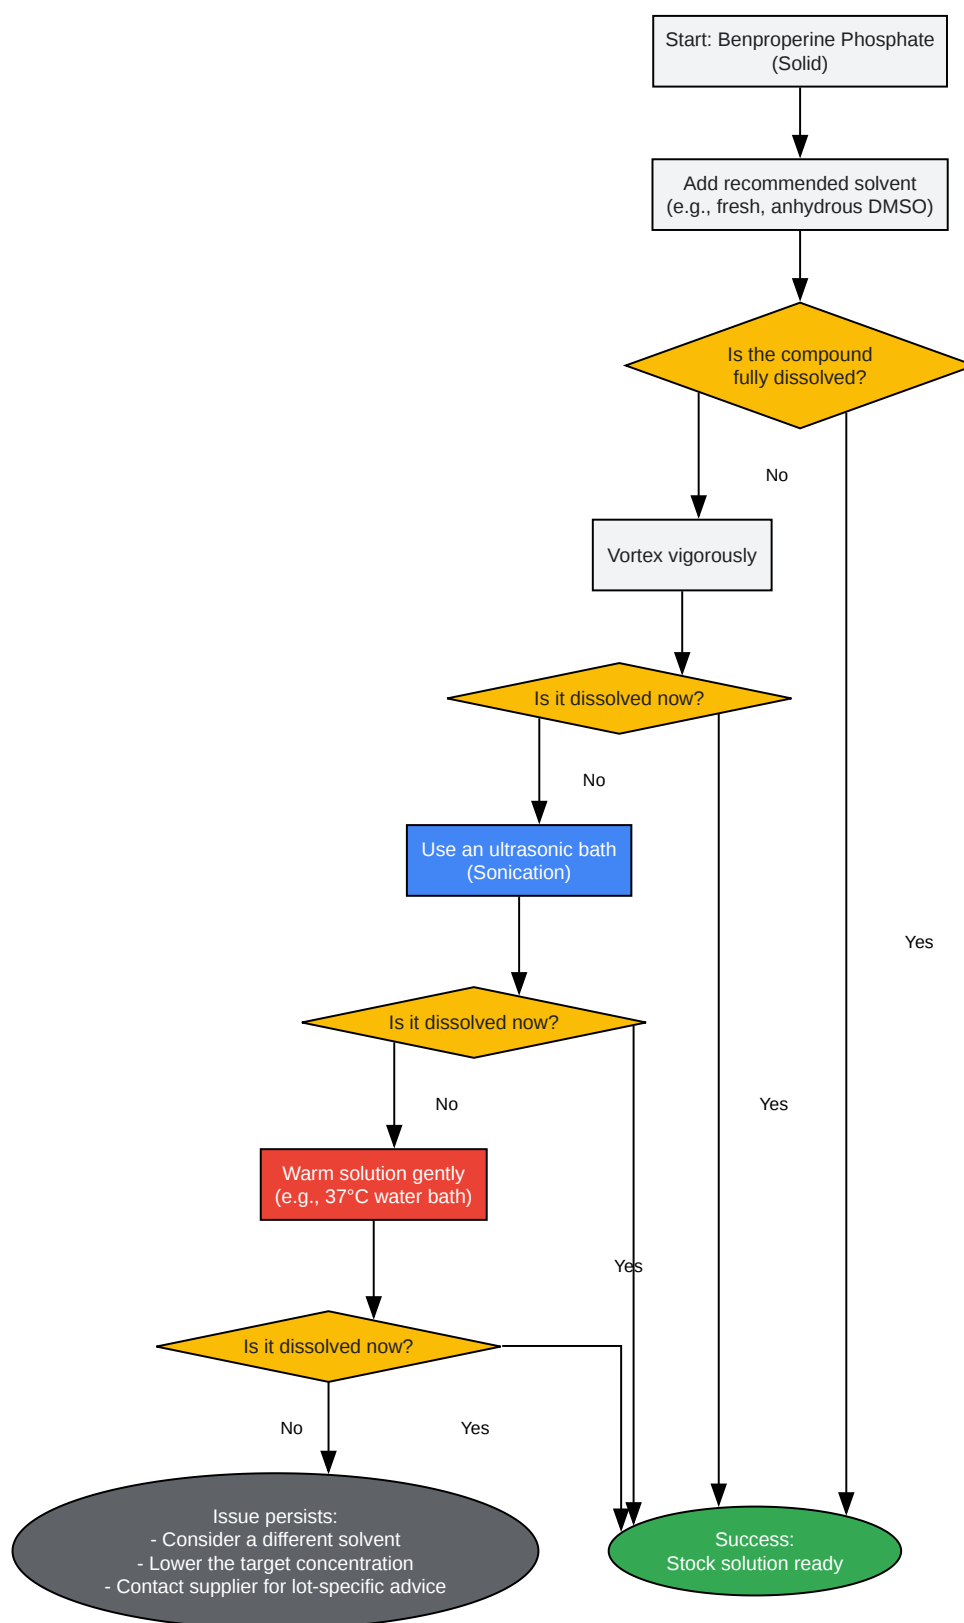 Start: Benproperine Phosphate
(Solid)
Add recommended solvent
(e.g., fresh, anhydrous DMSO)
Is the compound
fully dissolved?
No
Vortex vigorously
Is it dissolved now?
No
Use an ultrasonic bath
(Sonication)
Yes
Is it dissolved now?
No
Yes
Warm solution gently
(e.g., 37°C water bath)
Yes
Is it dissolved now?
No
Yes
Issue persists:
- Consider a different solvent
- Lower the target concentration
- Contact supplier for lot-specific advice
Success:
Stock solution ready